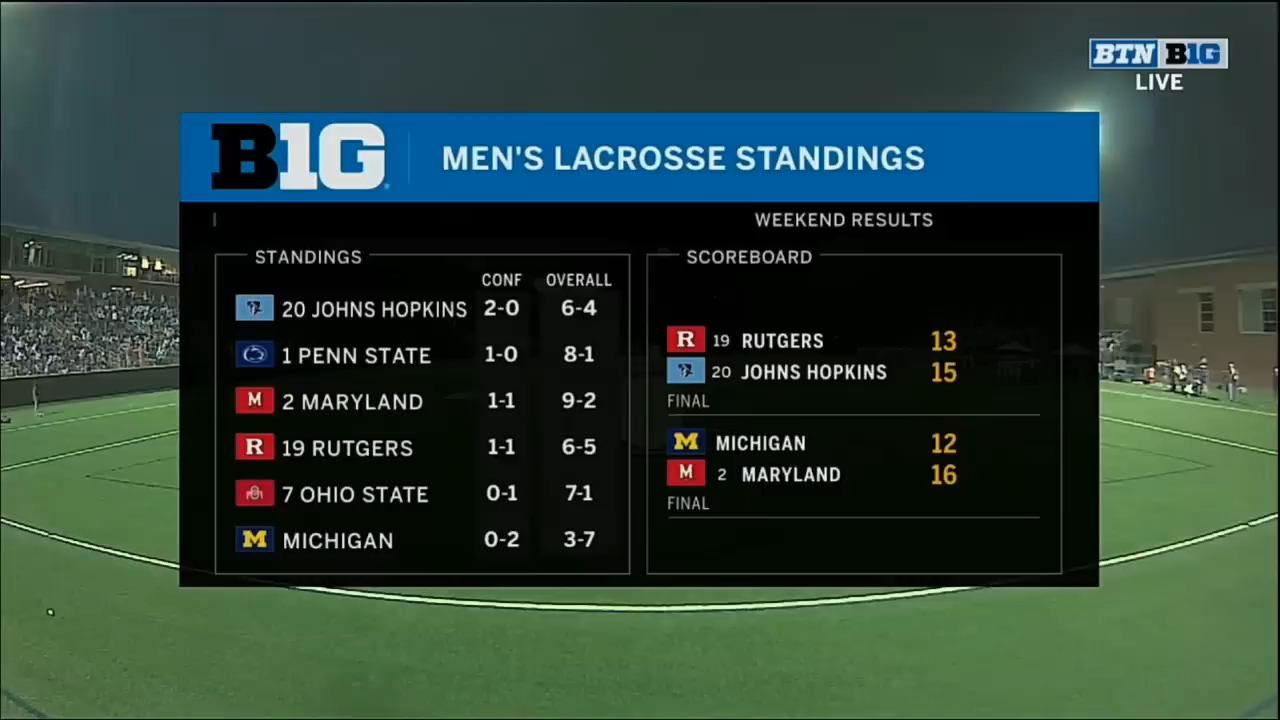 BTN B1G
LIVE
B1G MEN'S LACROSSE STANDINGS
WEEKEND RESULTS
STANDINGS
CONF OVERALL
20 JOHNS HOPKINS 2-0 6-4
1 PENN STATE 1-0 8-1
M 2 MARYLAND 1-1 9-2
R 19 RUTGERS 1-1 6-5
7 OHIO STATE 0-1 7-1
M MICHIGAN 0-2 3-7
SCOREBOARD
R 19 RUTGERS 13
20 JOHNS HOPKINS 15
FINAL
M MICHIGAN 12
M 2 MARYLAND 16
FINAL